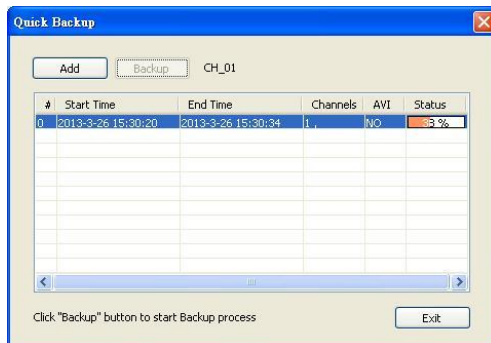 Quick Backup
Add Backup CH_01
# Start Time End Time Channels AVI Status
0 2013-3-26 15:30:20 2013-3-26 15:30:34 1 , NO 33 %
Click "Backup" button to start Backup process
Exit